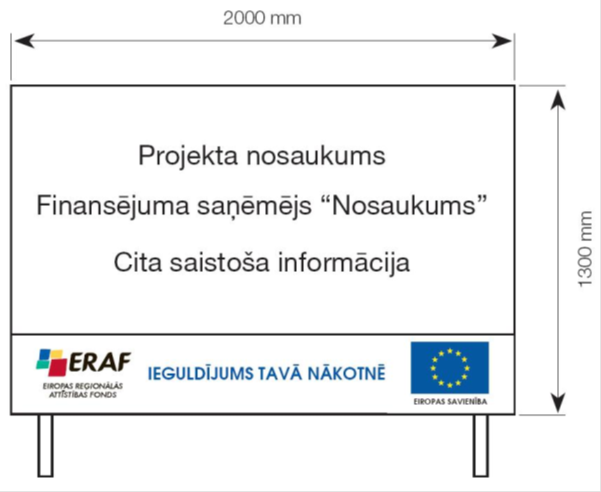 2000 mm
Projekta nosaukums
Finansējuma saņēmējs “Nosaukums”
Cita saistoša informācija
1300 mm
ERAF
EIROPAS REGIONĀLĀS
ATTĪSTĪBAS FONDS
IEGULDĪJUMS TAVĀ NĀKOTNĒ
EIROPAS SAVIENĪBA